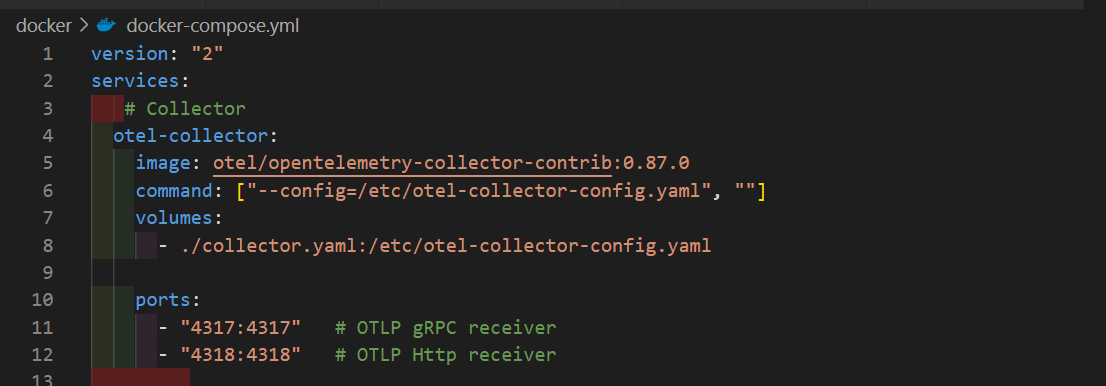 docker > docker-compose.yml
1 version: "2"
2 services:
3 # Collector
4 otel-collector:
5 image: otel/opentelemetry-collector-contrib:0.87.0
6 command: ["--config=/etc/otel-collector-config.yaml", ""]
7 volumes:
8 - ./collector.yaml:/etc/otel-collector-config.yaml
9
10 ports:
11 - "4317:4317" # OTLP gRPC receiver
12 - "4318:4318" # OTLP Http receiver
13